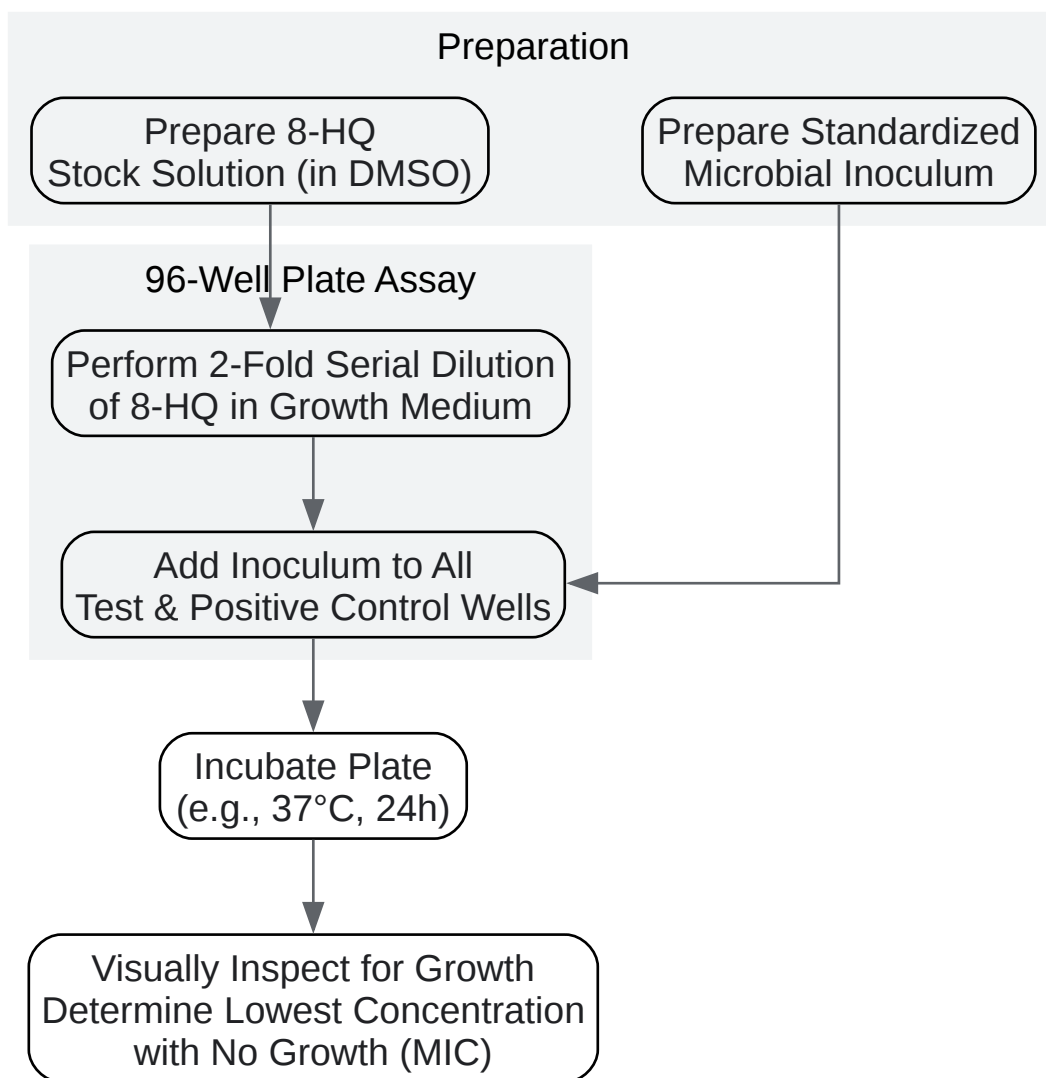 Preparation
Prepare 8-HQ
Stock Solution (in DMSO)
Prepare Standardized
Microbial Inoculum
96-Well Plate Assay
Perform 2-Fold Serial Dilution
of 8-HQ in Growth Medium
Add Inoculum to All
Test & Positive Control Wells
Incubate Plate
(e.g., 37°C, 24h)
Visually Inspect for Growth
Determine Lowest Concentration
with No Growth (MIC)